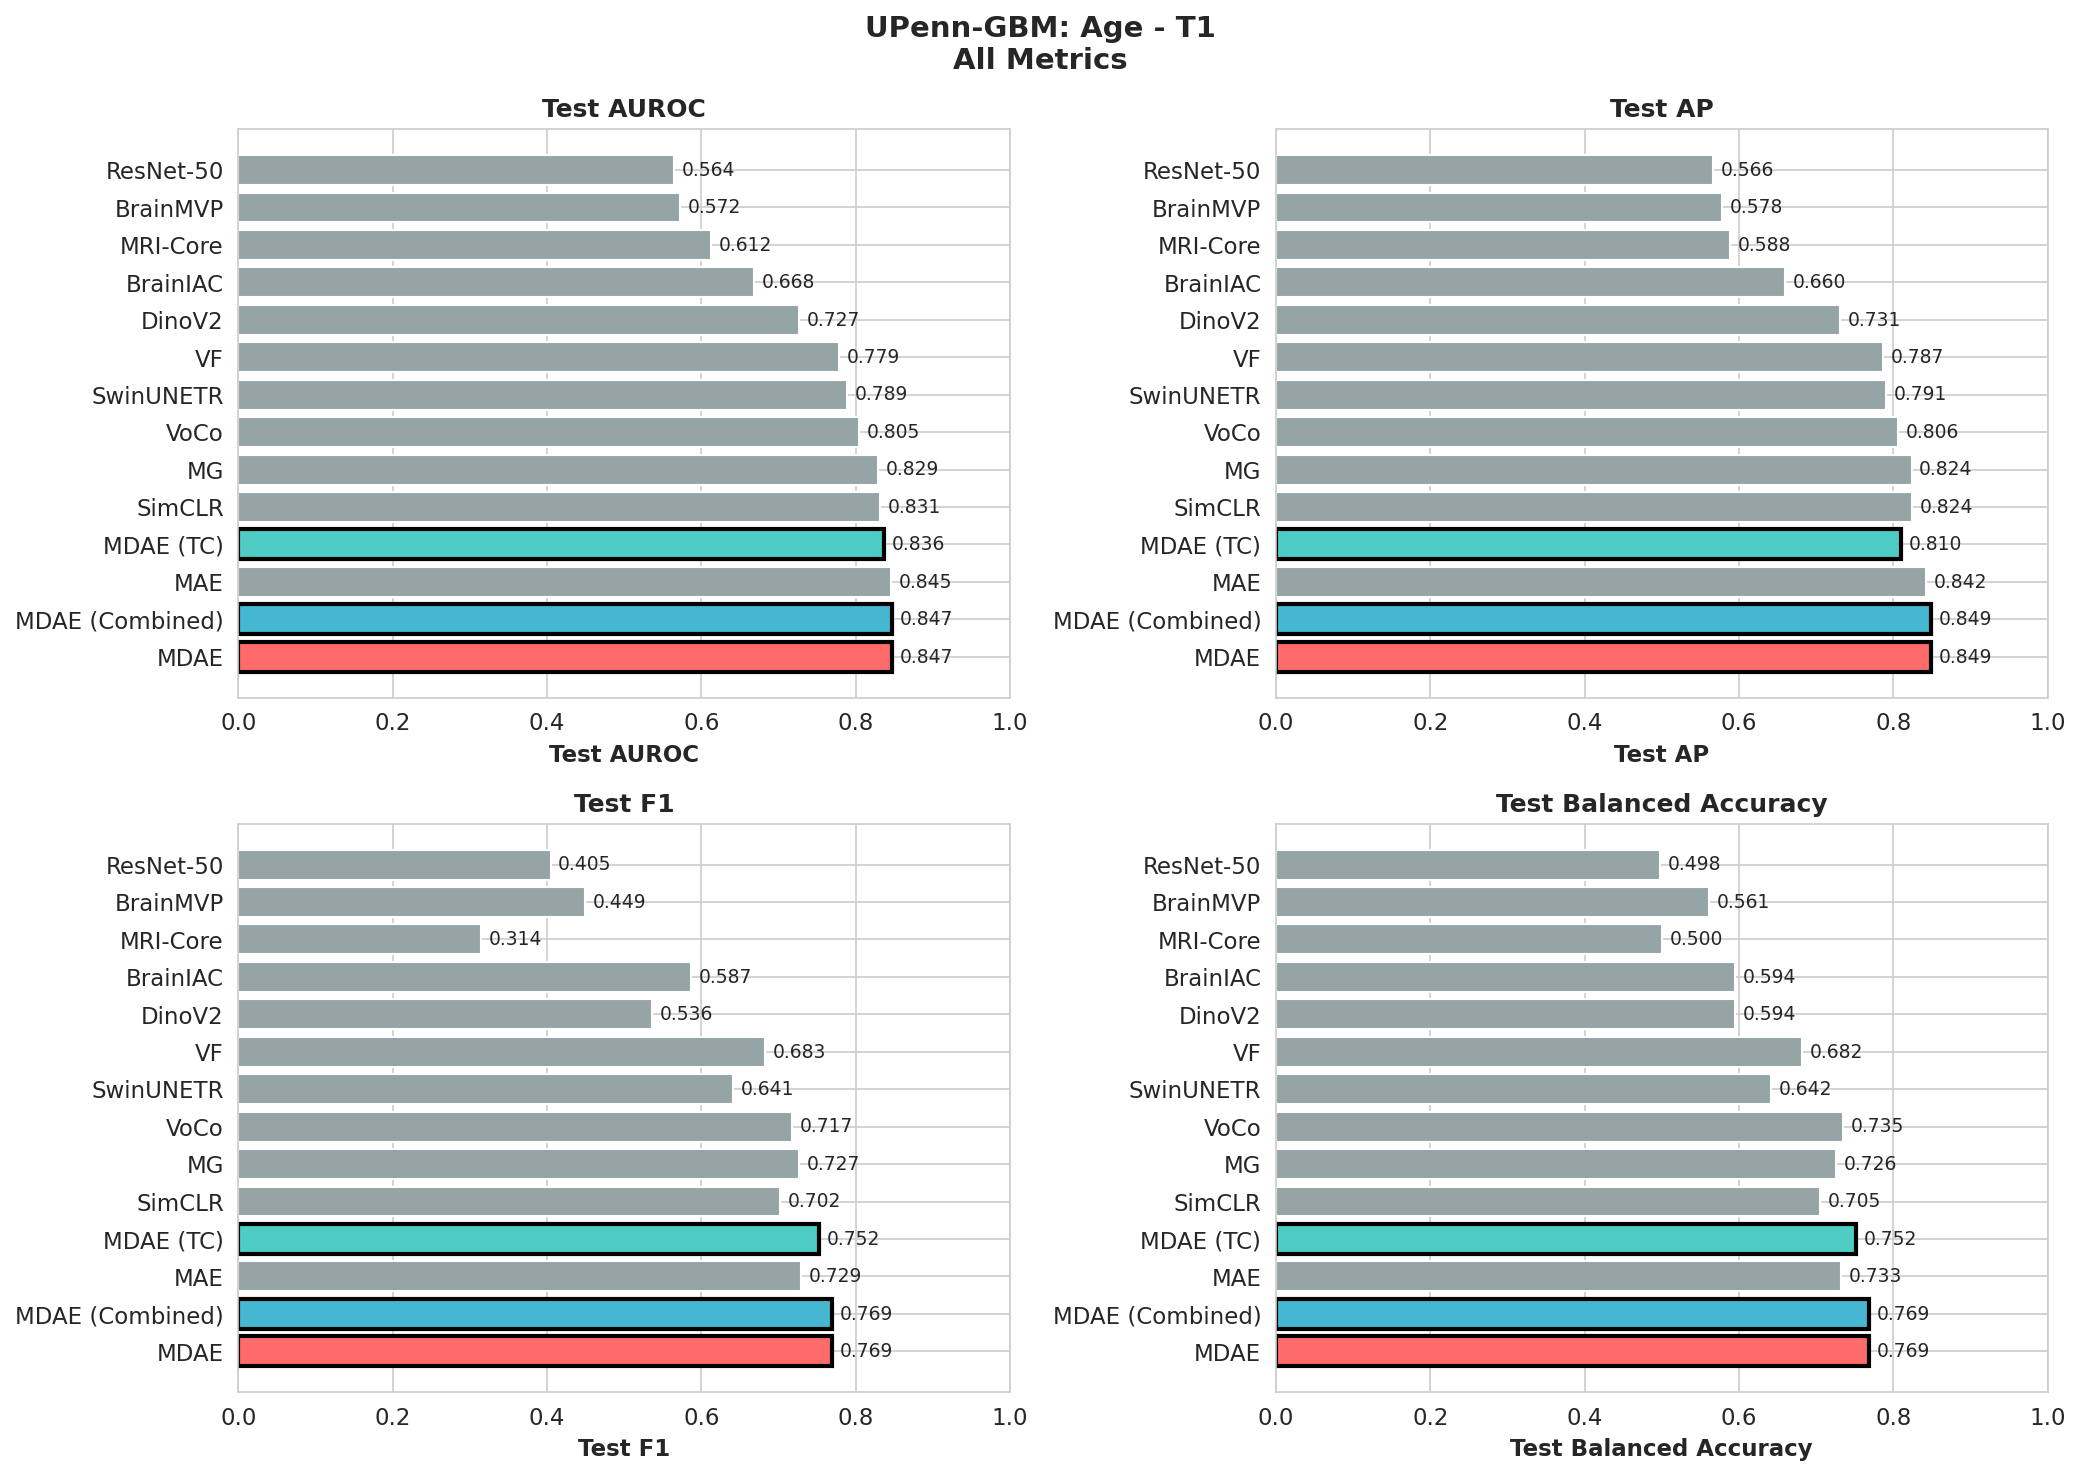 UPenn-GBM: Age - T1
All Metrics
Test AUROC
ResNet-50 0.564
BrainMVP 0.572
MRI-Core 0.612
BrainIAC 0.668
DinoV2 0.727
VF 0.779
SwinUNETR 0.789
VoCo 0.805
MG 0.829
SimCLR 0.831
MDAE (TC) 0.836
MAE 0.845
MDAE (Combined) 0.847
MDAE 0.847
0.0 0.2 0.4 0.6 0.8 1.0
Test AUROC
Test AP
ResNet-50 0.566
BrainMVP 0.578
MRI-Core 0.588
BrainIAC 0.660
DinoV2 0.731
VF 0.787
SwinUNETR 0.791
VoCo 0.806
MG 0.824
SimCLR 0.824
MDAE (TC) 0.810
MAE 0.842
MDAE (Combined) 0.849
MDAE 0.849
0.0 0.2 0.4 0.6 0.8 1.0
Test AP
Test F1
ResNet-50 0.405
BrainMVP 0.449
MRI-Core 0.314
BrainIAC 0.587
DinoV2 0.536
VF 0.683
SwinUNETR 0.641
VoCo 0.717
MG 0.727
SimCLR 0.702
MDAE (TC) 0.752
MAE 0.729
MDAE (Combined) 0.769
MDAE 0.769
0.0 0.2 0.4 0.6 0.8 1.0
Test F1
Test Balanced Accuracy
ResNet-50 0.498
BrainMVP 0.561
MRI-Core 0.500
BrainIAC 0.594
DinoV2 0.594
VF 0.682
SwinUNETR 0.642
VoCo 0.735
MG 0.726
SimCLR 0.705
MDAE (TC) 0.752
MAE 0.733
MDAE (Combined) 0.769
MDAE 0.769
0.0 0.2 0.4 0.6 0.8 1.0
Test Balanced Accuracy